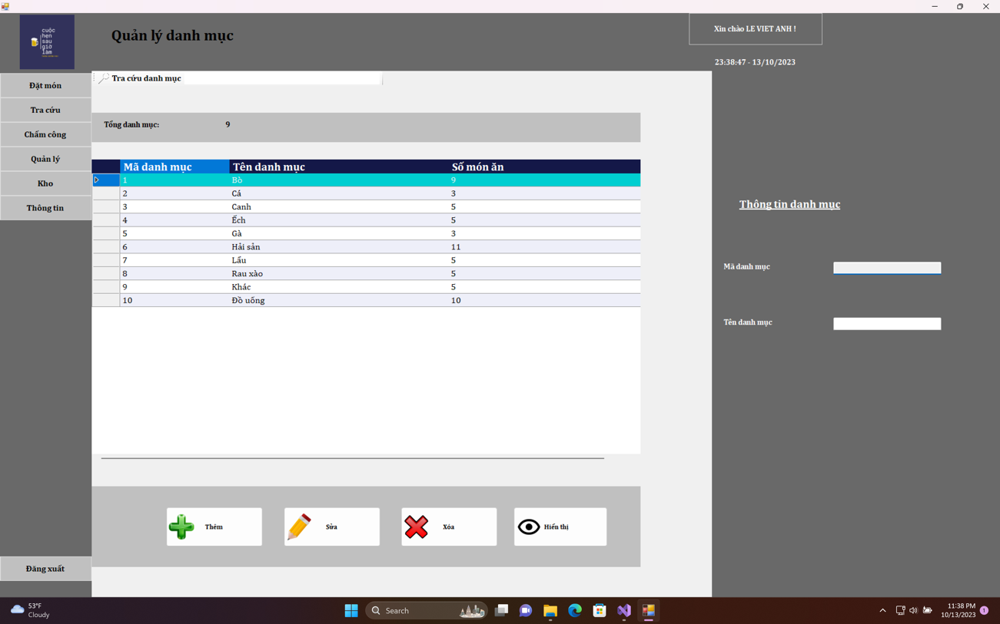 cuộc
hẹn
sau
giờ
làm
Quản lý danh mục
Xin chào LE VIET ANH !
23:38:47 - 13/10/2023
Đặt món
Tra cứu
Chấm công
Quản lý
Kho
Thông tin
Đăng xuất
Tra cứu danh mục
Tổng danh mục: 9
Mã danh mục Tên danh mục Số món ăn
1 Bò 9
2 Cá 3
3 Canh 5
4 Ếch 5
5 Gà 3
6 Hải sản 11
7 Lẩu 5
8 Rau xào 5
9 Khác 5
10 Đồ uống 10
Thông tin danh mục
Mã danh mục
Tên danh mục
Thêm
Sửa
Xóa
Hiển thị
53°F
Cloudy
Search
11:38 PM
10/13/2023
1